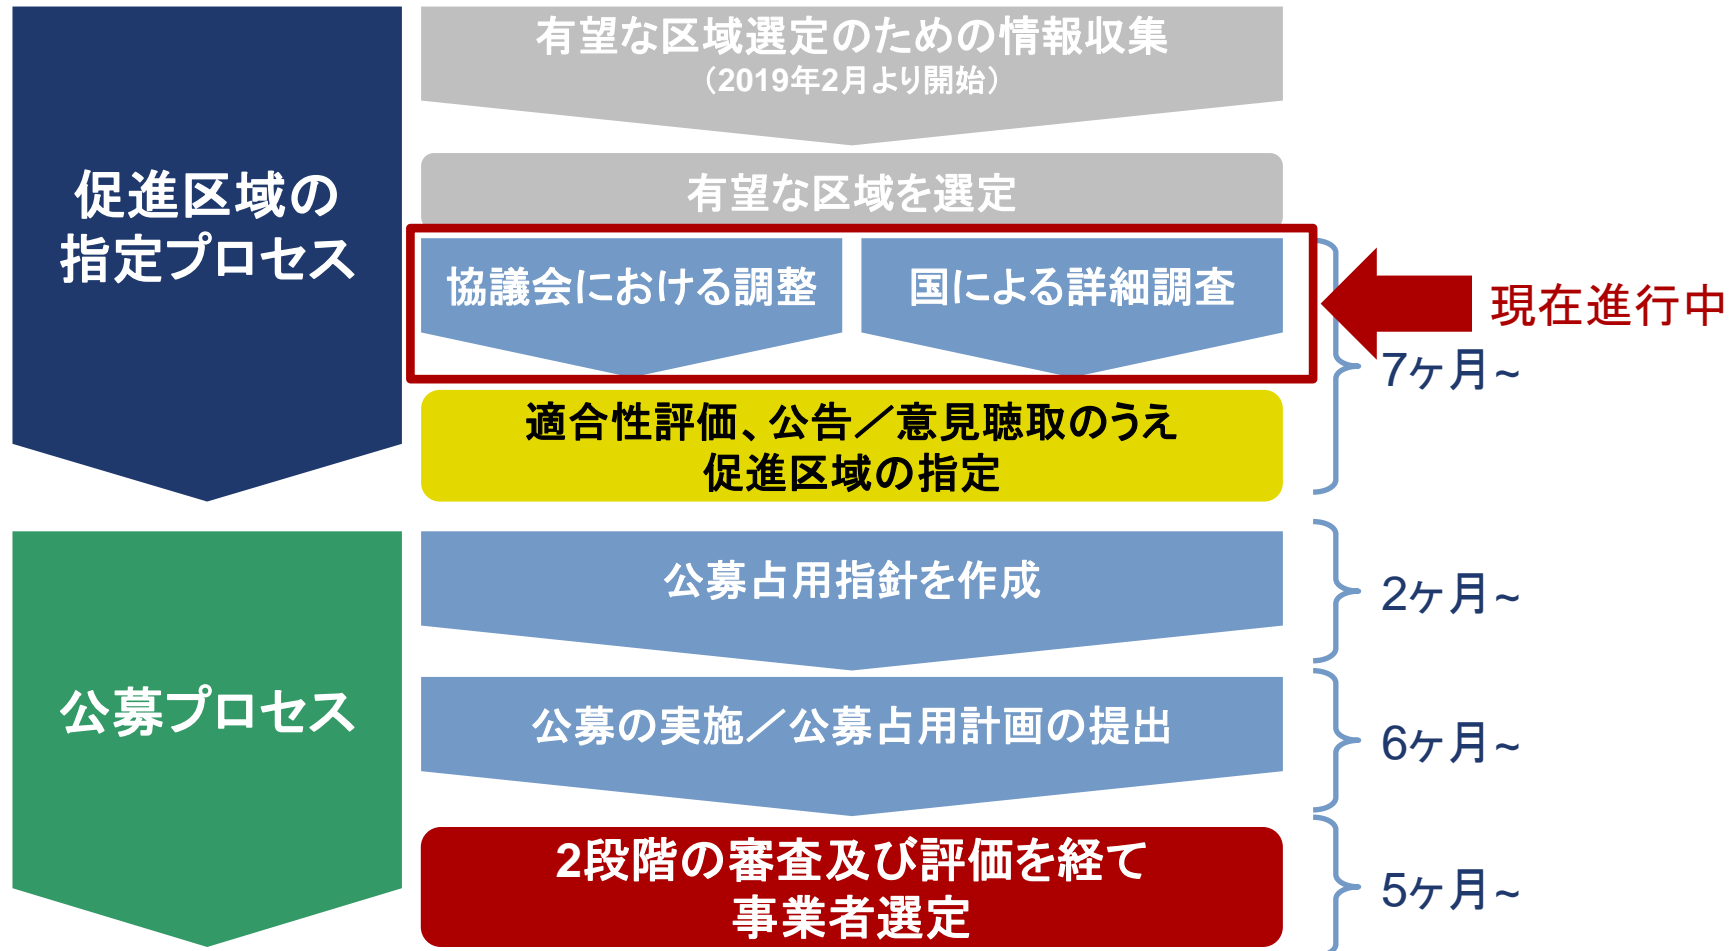 促進区域の
指定プロセス
有望な区域選定のための情報収集
（2019年2月より開始）
有望な区域を選定
協議会における調整
国による詳細調査
現在進行中
7ヶ月~
適合性評価、公告／意見聴取のうえ
促進区域の指定
公募プロセス
公募占用指針を作成
2ヶ月~
公募の実施／公募占用計画の提出
6ヶ月~
2段階の審査及び評価を経て
事業者選定
5ヶ月~